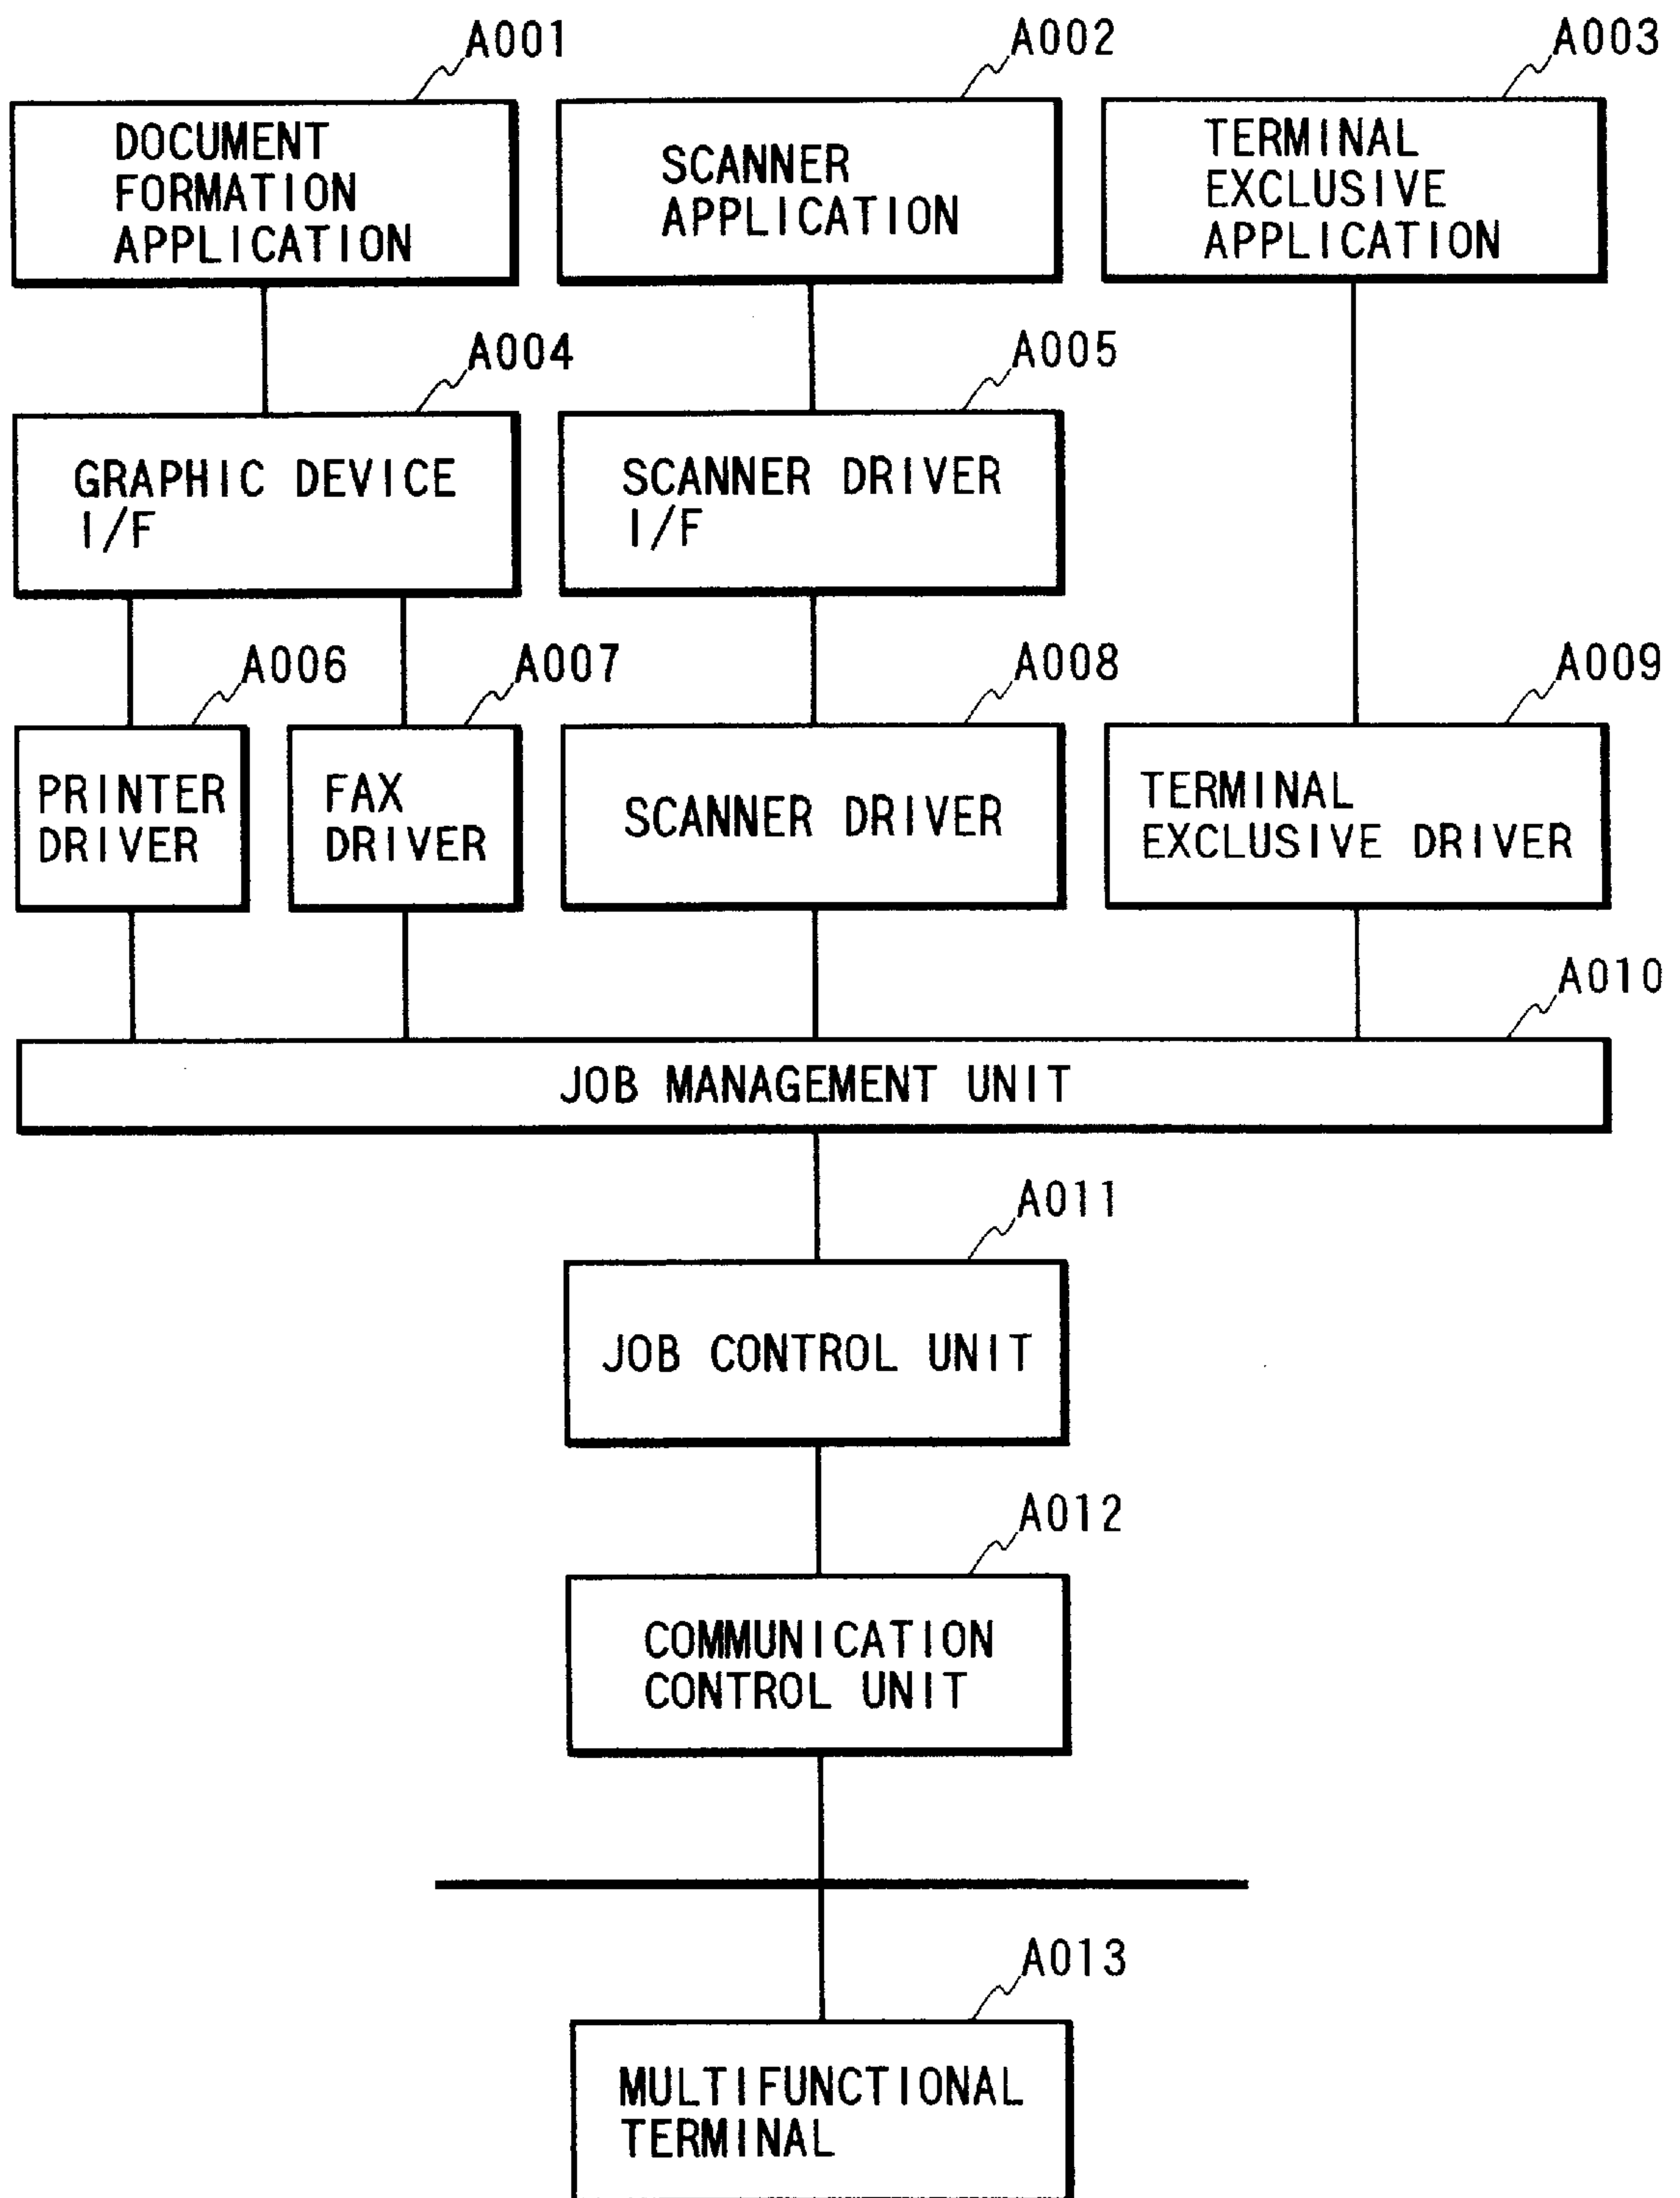 A001
A002
A003
DOCUMENT
FORMATION
APPLICATION
SCANNER
APPLICATION
TERMINAL
EXCLUSIVE
APPLICATION
A004
A005
GRAPHIC DEVICE
I/F
SCANNER DRIVER
I/F
A006
A007
A008
A009
PRINTER
DRIVER
FAX
DRIVER
SCANNER DRIVER
TERMINAL
EXCLUSIVE DRIVER
A010
JOB MANAGEMENT UNIT
A011
JOB CONTROL UNIT
A012
COMMUNICATION
CONTROL UNIT
A013
MULTIFUNCTIONAL
TERMINAL